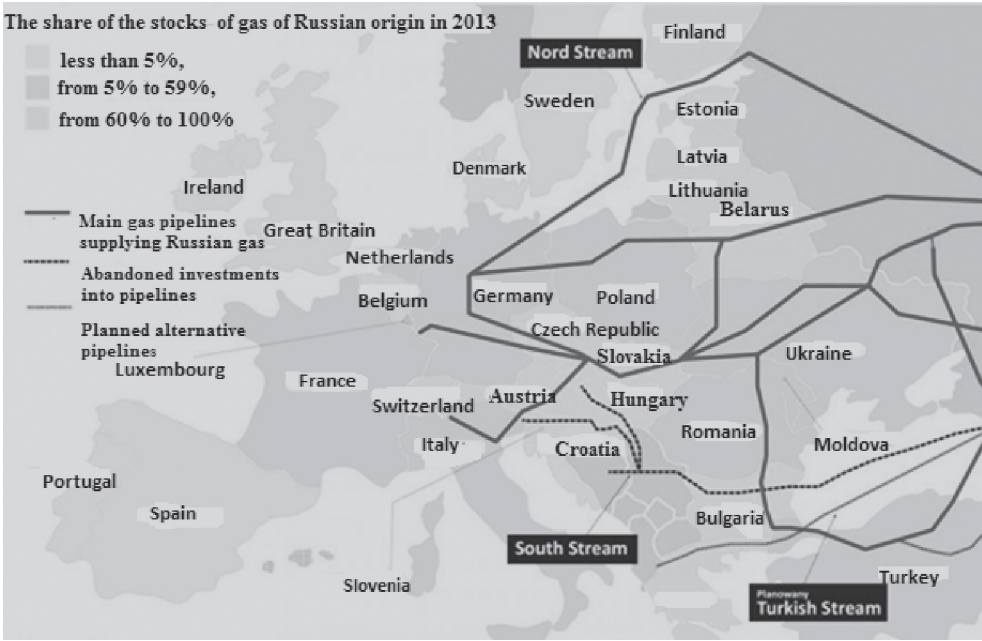 The share of the stocks of gas of Russian origin in 2013
less than 5%,
from 5% to 59%,
from 60% to 100%
Finland
Nord Stream
Sweden
Estonia
Latvia
Denmark
Lithuania
Ireland
Belarus
Main gas pipelines
supplying Russian gas
Great Britain
Netherlands
Abandoned investments
into pipelines
Belgium
Germany
Poland
Planned alternative
pipelines
Czech Republic
Slovakia
Ukraine
Luxembourg
France
Switzerland
Austria
Hungary
Italy
Croatia
Romania
Moldova
Portugal
Spain
Bulgaria
South Stream
Slovenia
Turkey
Planowany
Turkish Stream